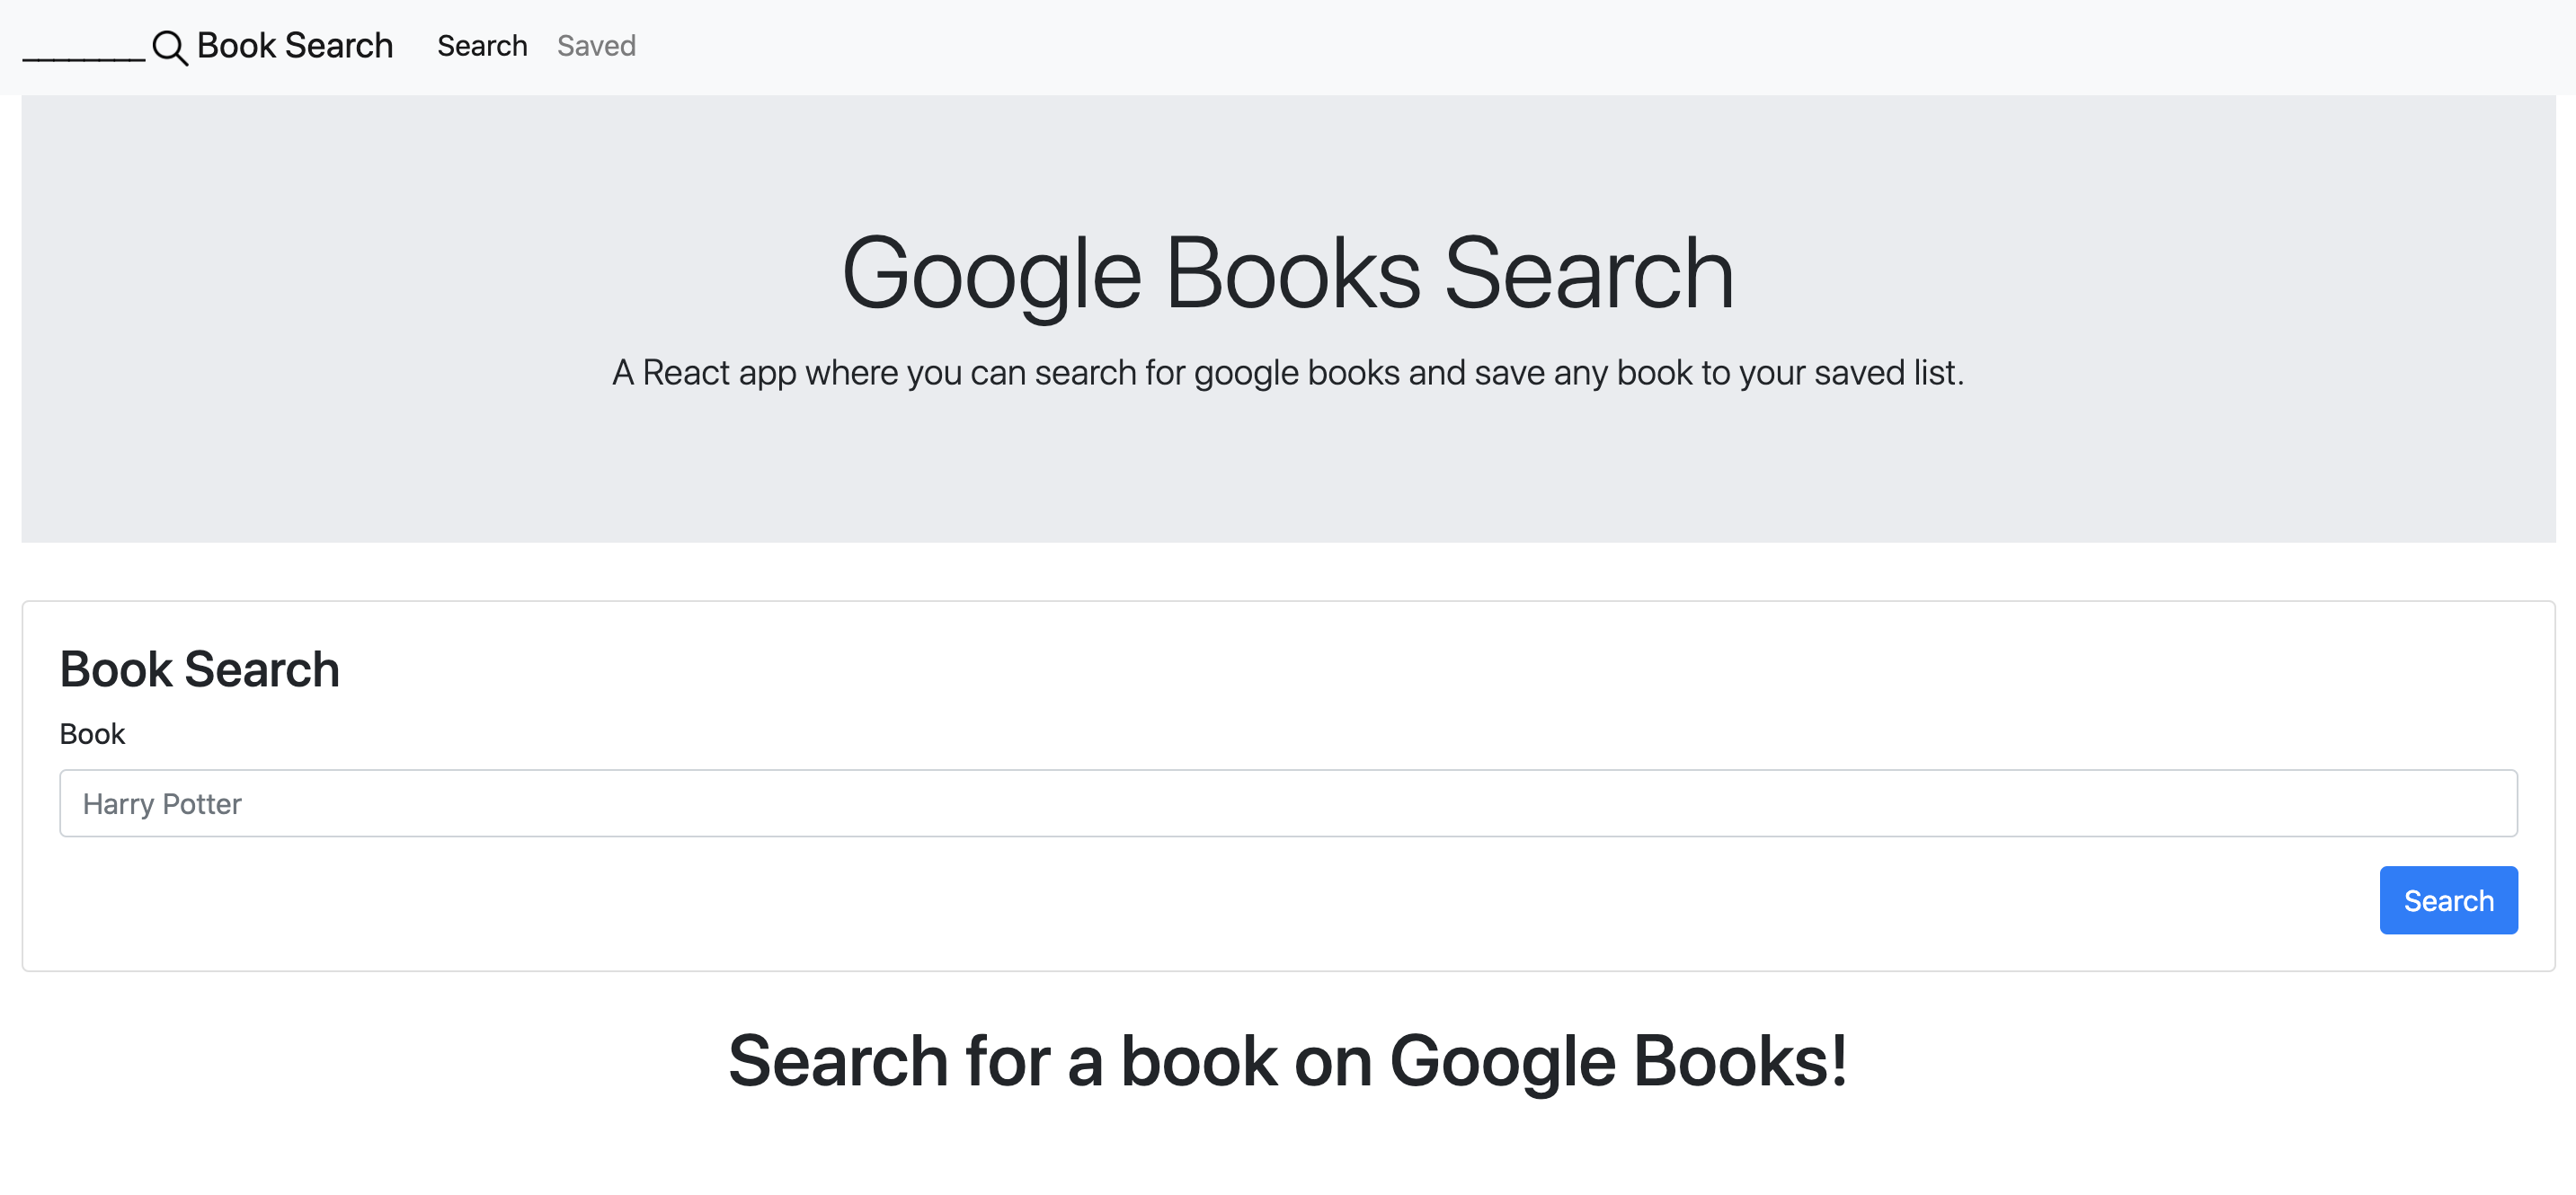 ________ Book Search Search Saved
Google Books Search
A React app where you can search for google books and save any book to your saved list.
Book Search
Book
Harry Potter
Search
Search for a book on Google Books!